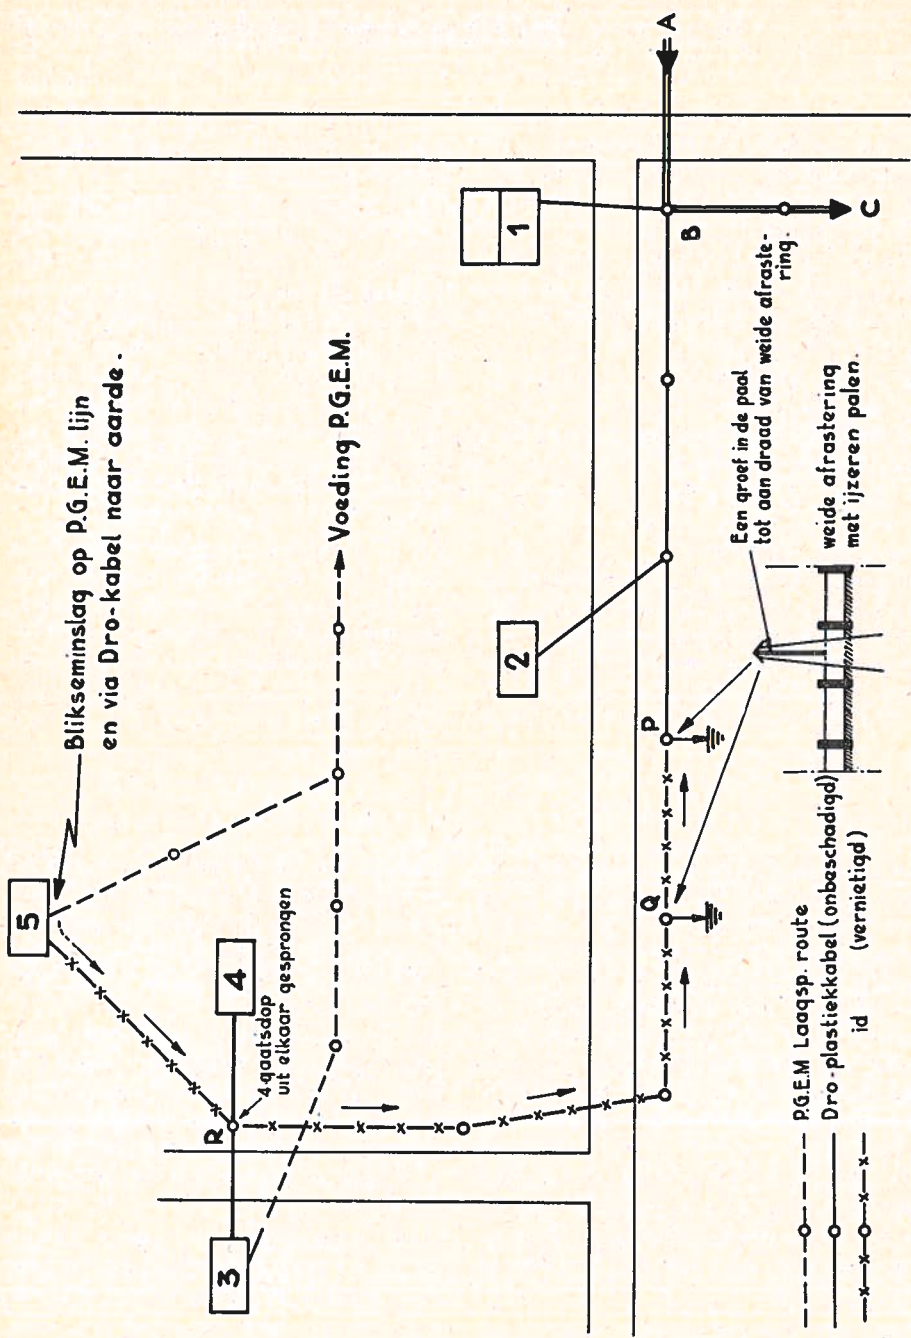 Blikseminslag op P.G.E.M. lijn
en via Dro-kabel naar aarde.
5
4
R
3
4-gaatsdop
uit elkaar gesprongen
Voeding P.G.E.M.
1
2
A
B
C
P
Q
Een groef in de paal
tot aan draad van weide afraste-
ring.
weide afrastering
met ijzeren palen.
P.G.E.M Laagsp. route
Dro-plastiekkabel (onbeschadigd)
id (vernietigd)